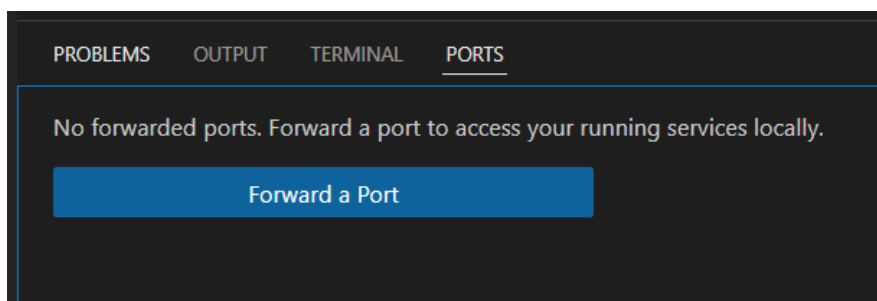 PROBLEMS OUTPUT TERMINAL PORTS
No forwarded ports. Forward a port to access your running services locally.
Forward a Port